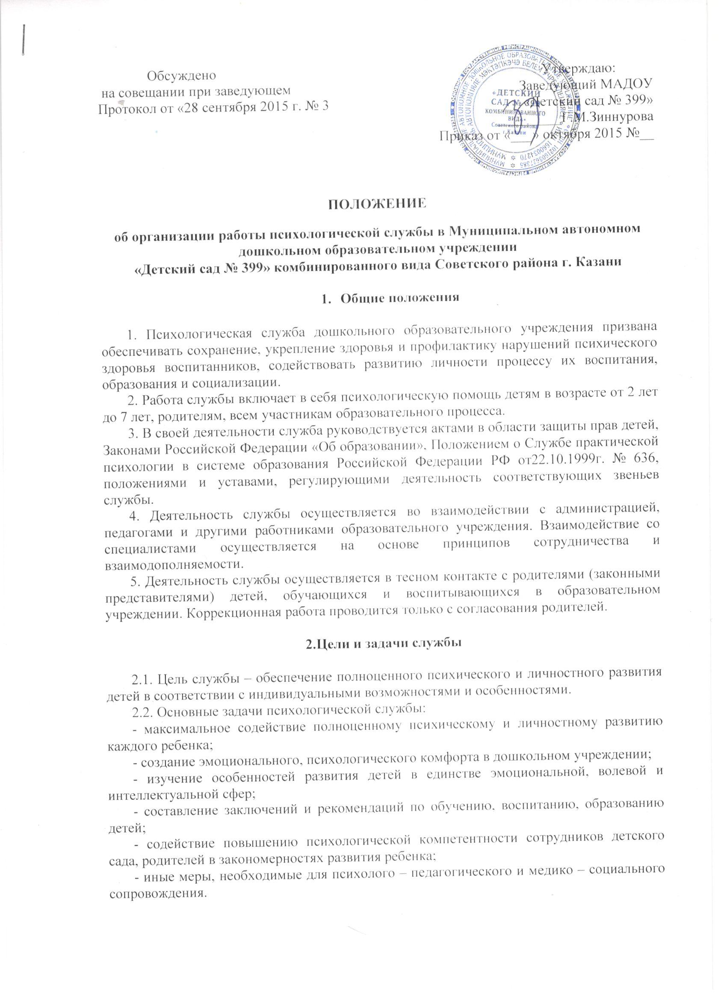 Обсуждено
на совещании при заведующем
Протокол от «28 сентября 2015 г. № 3
Утверждаю:
Заведующий МАДОУ
«Детский сад № 399»
Г.М.Зиннурова
Приказ от «___» октября 2015 №__
«ДЕТСКИЙ
САД № 399
КОМБИНИРОВАННОГО
ВИДА»
Советского района
г.Казани
ПОЛОЖЕНИЕ
об организации работы психологической службы в Муниципальном автономном
дошкольном образовательном учреждении
«Детский сад № 399» комбинированного вида Советского района г. Казани
1. Общие положения
1. Психологическая служба дошкольного образовательного учреждения призвана
обеспечивать сохранение, укрепление здоровья и профилактику нарушений психического
здоровья воспитанников, содействовать развитию личности процессу их воспитания,
образования и социализации.
2. Работа службы включает в себя психологическую помощь детям в возрасте от 2 лет
до 7 лет, родителям, всем участникам образовательного процесса.
3. В своей деятельности служба руководствуется актами в области защиты прав детей,
Законами Российской Федерации «Об образовании», Положением о Службе практической
психологии в системе образования Российской Федерации РФ от22.10.1999г. № 636,
положениями и уставами, регулирующими деятельность соответствующих звеньев
службы.
4. Деятельность службы осуществляется во взаимодействии с администрацией,
педагогами и другими работниками образовательного учреждения. Взаимодействие со
специалистами осуществляется на основе принципов сотрудничества и
взаимодополняемости.
5. Деятельность службы осуществляется в тесном контакте с родителями (законными
представителями) детей, обучающихся и воспитывающихся в образовательном
учреждении. Коррекционная работа проводится только с согласования родителей.
2.Цели и задачи службы
2.1. Цель службы – обеспечение полноценного психического и личностного развития
детей в соответствии с индивидуальными возможностями и особенностями.
2.2. Основные задачи психологической службы:
- максимальное содействие полноценному психическому и личностному развитию
каждого ребенка;
- создание эмоционального, психологического комфорта в дошкольном учреждении;
- изучение особенностей развития детей в единстве эмоциональной, волевой и
интеллектуальной сфер;
- составление заключений и рекомендаций по обучению, воспитанию, образованию
детей;
- содействие повышению психологической компетентности сотрудников детского
сада, родителей в закономерностях развития ребенка;
- иные меры, необходимые для психолого – педагогического и медико – социального
сопровождения.